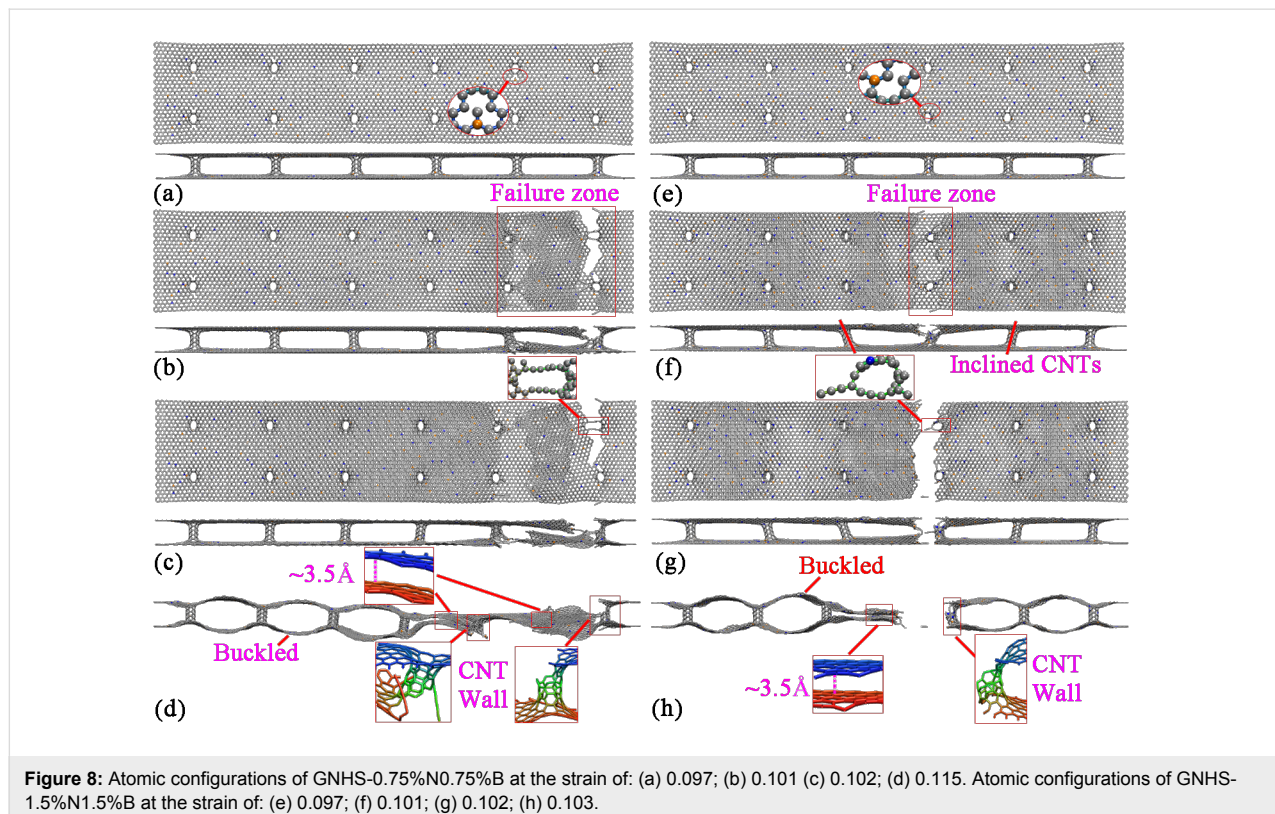 (a)
(e)
Failure zone
Failure zone
(b)
(f)
Inclined CNTs
(c)
(g)
~3.5Å
Buckled
Buckled
CNT
Wall
~3.5Å
CNT
Wall
(d)
(h)
Figure 8: Atomic configurations of GNHS-0.75%N0.75%B at the strain of: (a) 0.097; (b) 0.101 (c) 0.102; (d) 0.115. Atomic configurations of GNHS-
1.5%N1.5%B at the strain of: (e) 0.097; (f) 0.101; (g) 0.102; (h) 0.103.